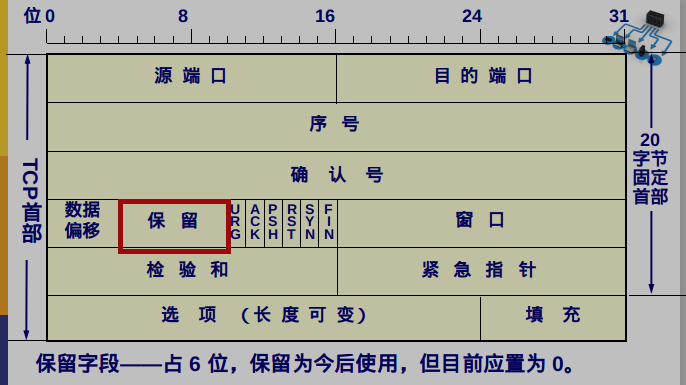 位 0 8 16 24 31
源 端 口 目 的 端 口
序 号
确 认 号
数据
偏移
保 留
URG
ACK
PSH
RST
SYN
FIN
窗 口
检 验 和 紧 急 指 针
选 项 （长 度 可 变） 填 充
TCP首部
20
字节
固定
首部
保留字段——占 6 位，保留为今后使用，但目前应置为 0。